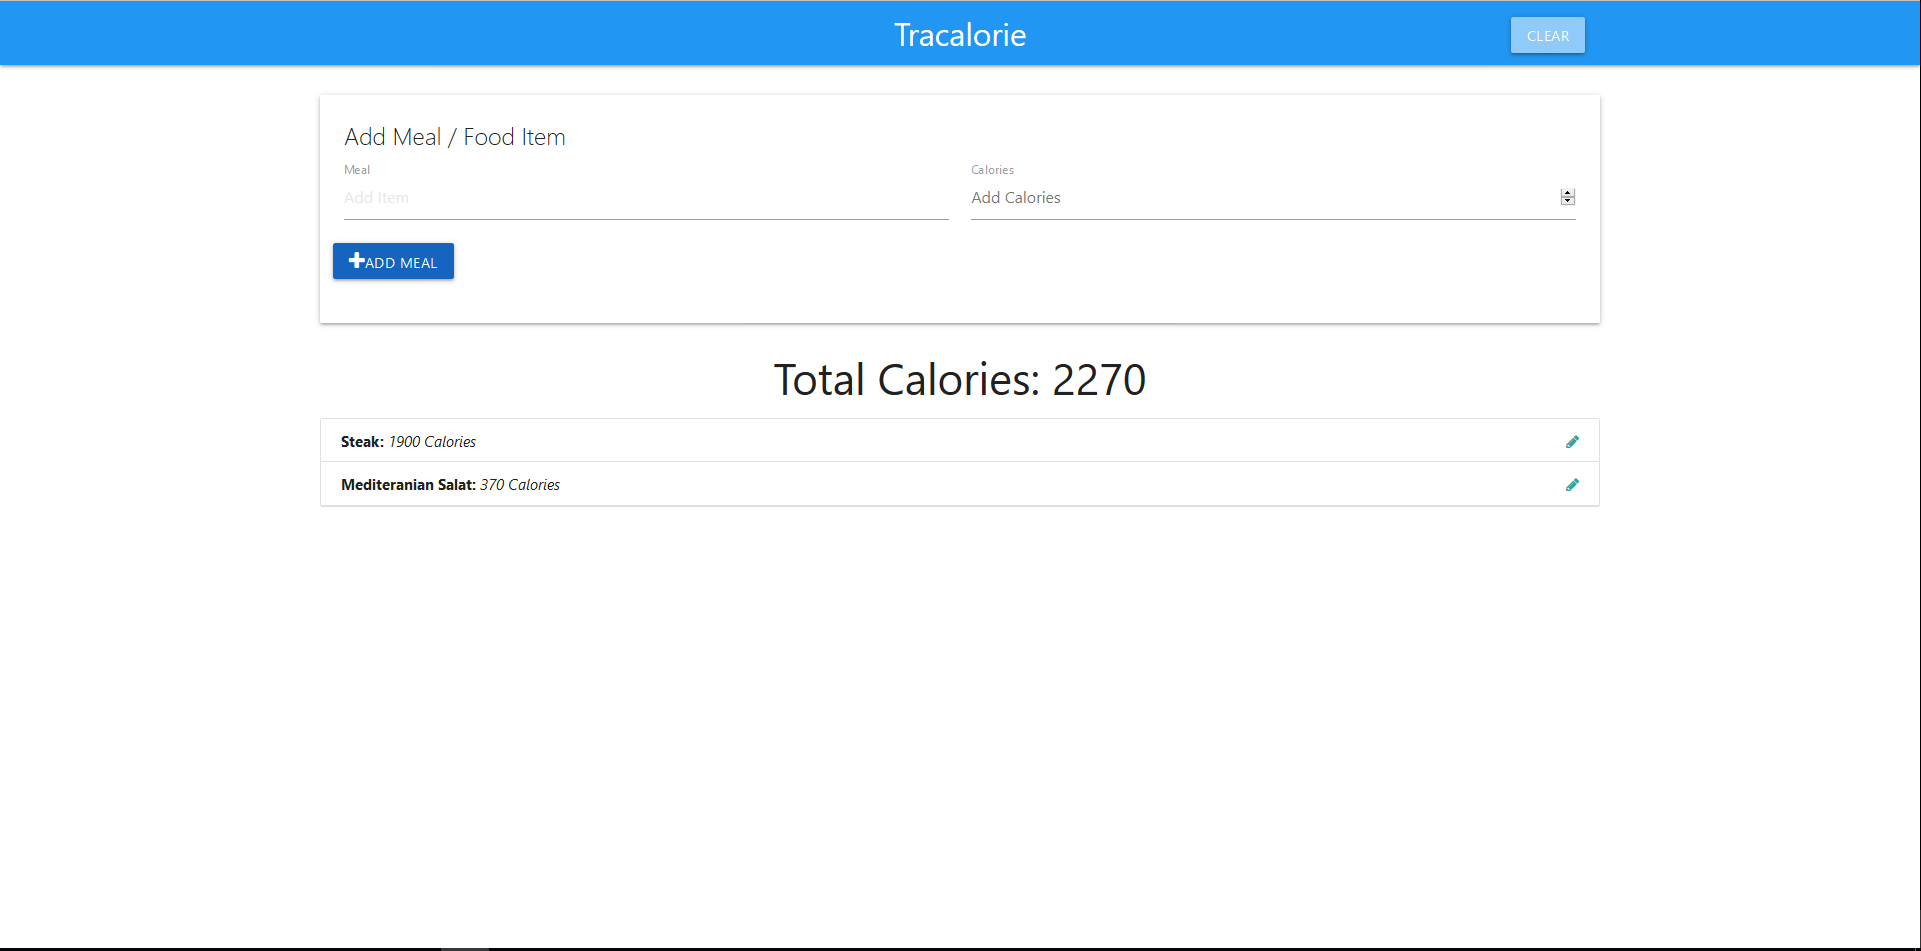 Tracalorie
CLEAR
Add Meal / Food Item
Meal
Calories
Add Item
Add Calories
ADD MEAL
Total Calories: 2270
Steak: 1900 Calories
Mediteranian Salat: 370 Calories